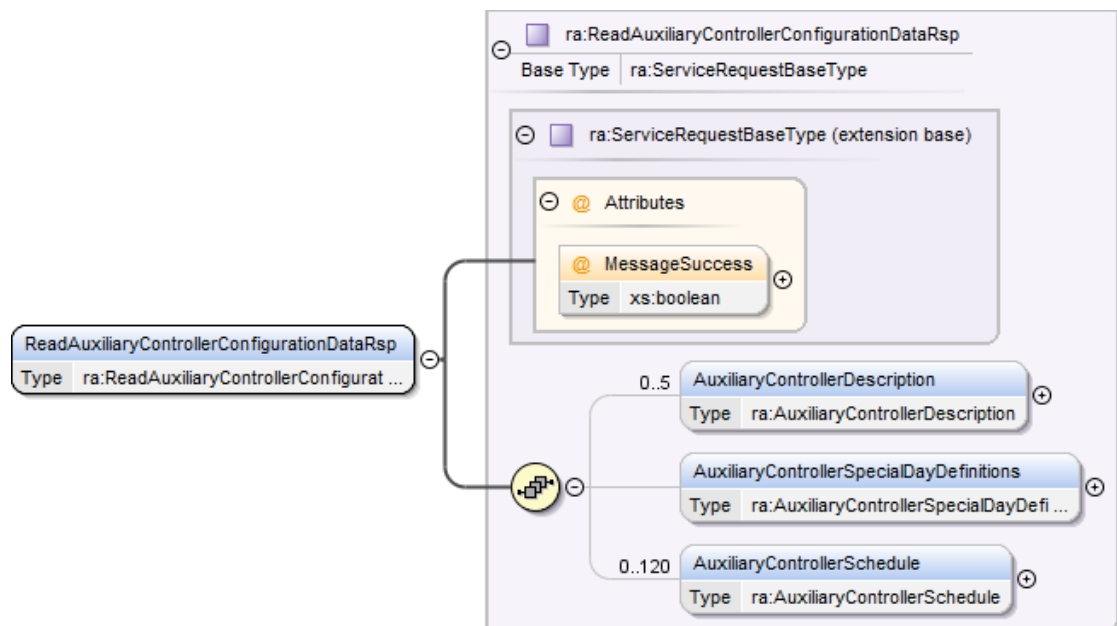 ra:ReadAuxiliaryControllerConfigurationDataRsp
Base Type ra:ServiceRequestBaseType
ra:ServiceRequestBaseType (extension base)
@ Attributes
@ MessageSuccess
Type xs:boolean
ReadAuxiliaryControllerConfigurationDataRsp
Type ra:ReadAuxiliaryControllerConfigurat ...
0..5
AuxiliaryControllerDescription
Type ra:AuxiliaryControllerDescription
AuxiliaryControllerSpecialDayDefinitions
Type ra:AuxiliaryControllerSpecialDayDefi ...
0..120
AuxiliaryControllerSchedule
Type ra:AuxiliaryControllerSchedule